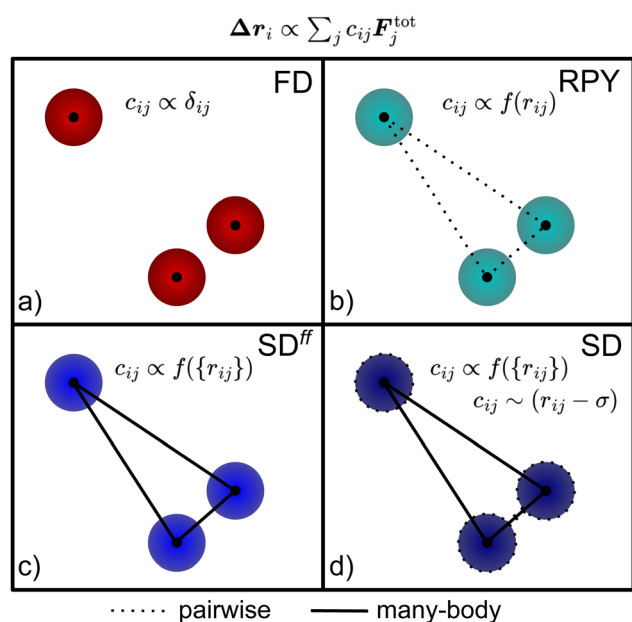 Δr_i ∝ ∑_j c_ij F_j^tot
FD
c_ij ∝ δ_ij
a)
RPY
c_ij ∝ f(r_ij)
b)
SD^ff
c_ij ∝ f({r_ij})
c)
SD
c_ij ∝ f({r_ij})
c_ij ∼ (r_ij − σ)
d)
pairwise
many-body